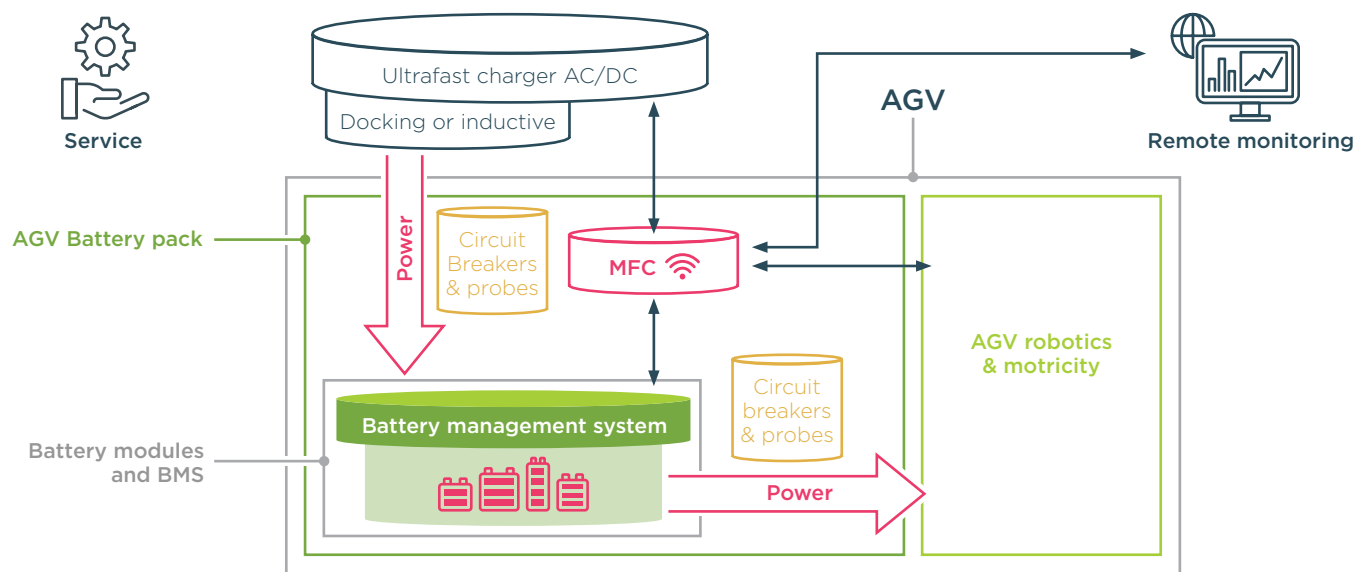 Service
Ultrafast charger AC/DC
Docking or inductive
AGV
Remote monitoring
AGV Battery pack
Power
Circuit
Breakers
& probes
MFC
AGV robotics
& motricity
Circuit
breakers
& probes
Battery management system
Battery modules
and BMS
Power